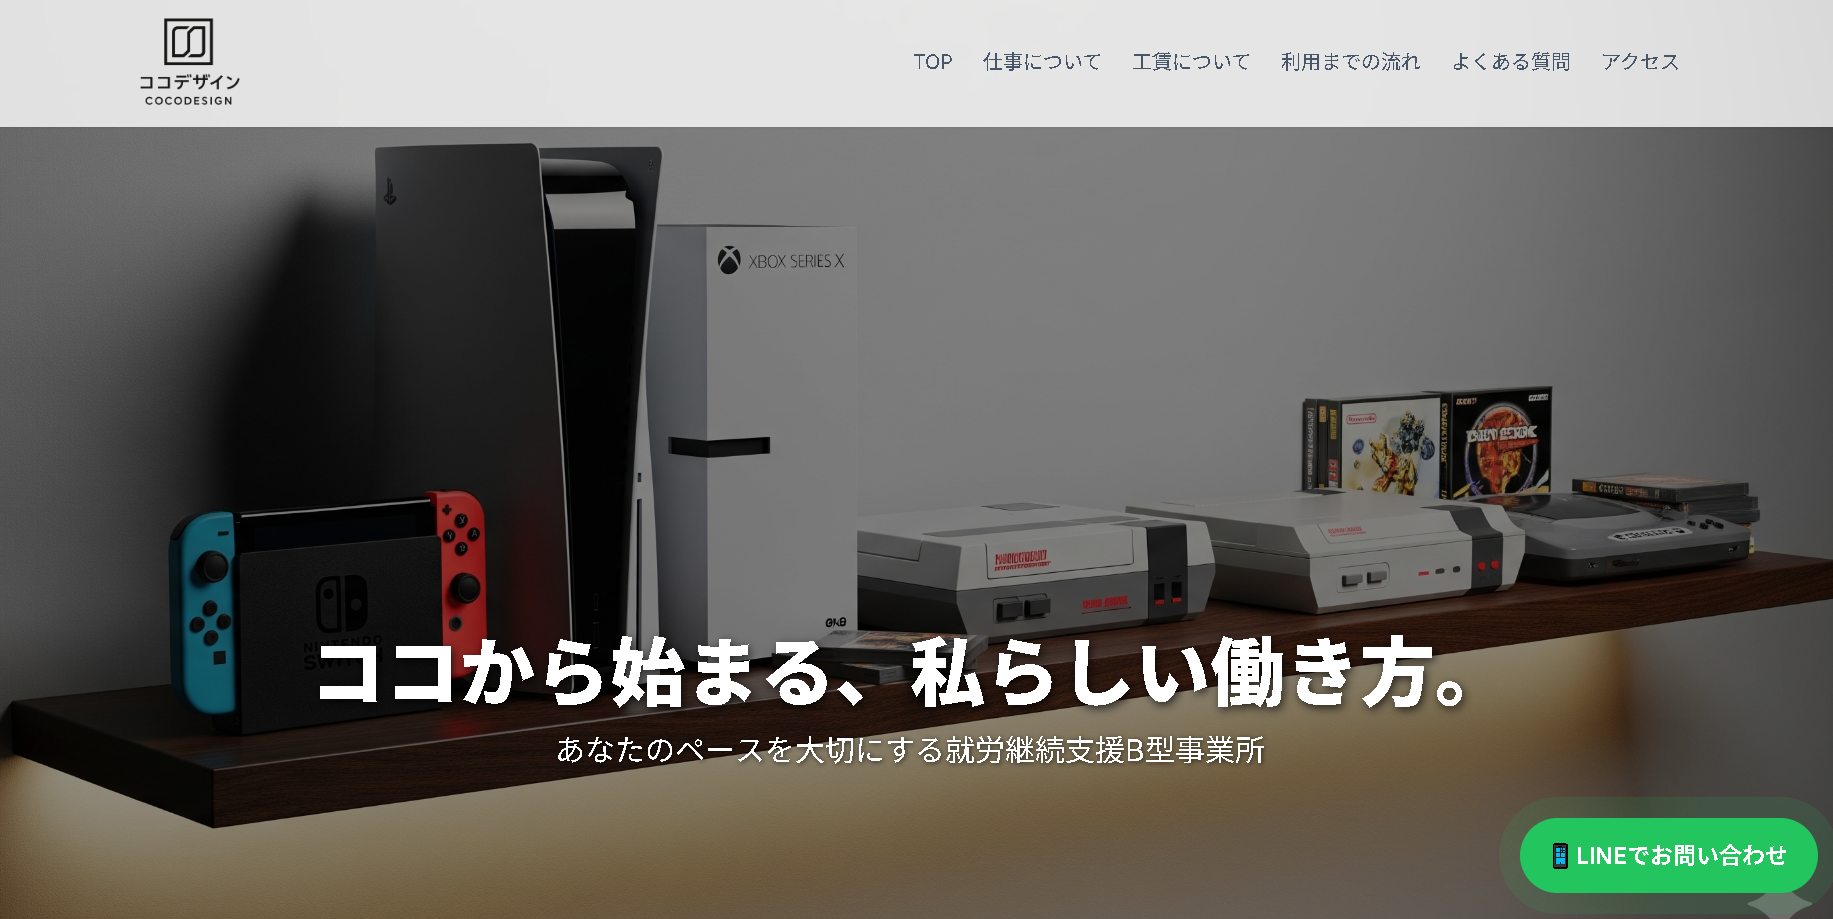 ココデザイン
COCODESIGN
TOP 仕事について 工賃について 利用までの流れ よくある質問 アクセス
XBOX SERIES X
NINTENDO
SWITCH
ココから始まる、私らしい働き方。
あなたのペースを大切にする就労継続支援B型事業所
LINEでお問い合わせ